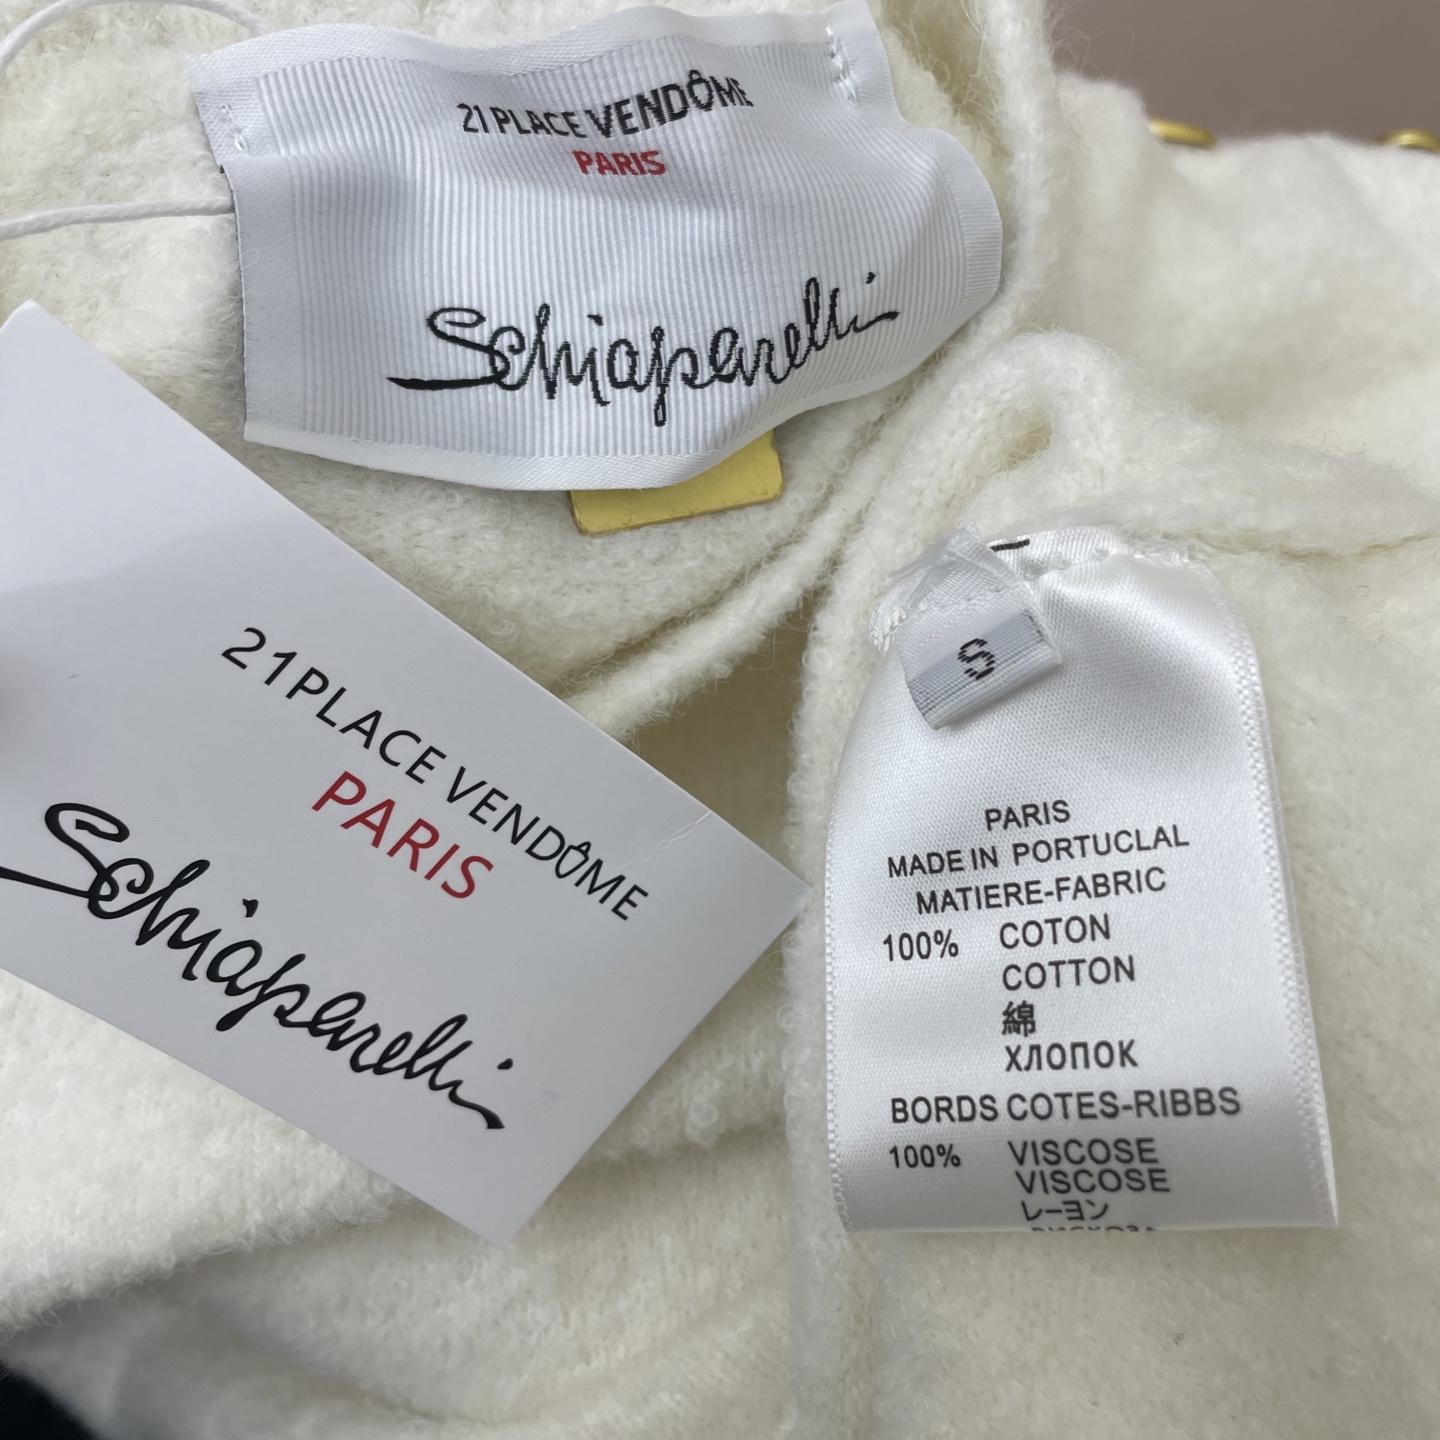 21 PLACE VENDÔME
PARIS
Schiaparelli
21PLACE VENDÔME
PARIS
Schiaparelli
S
PARIS
MADE IN PORTUCLAL
MATIERE-FABRIC
100% COTON
COTTON
綿
ХЛОПОК
BORDS COTES-RIBBS
100% VISCOSE
VISCOSE
レーヨン